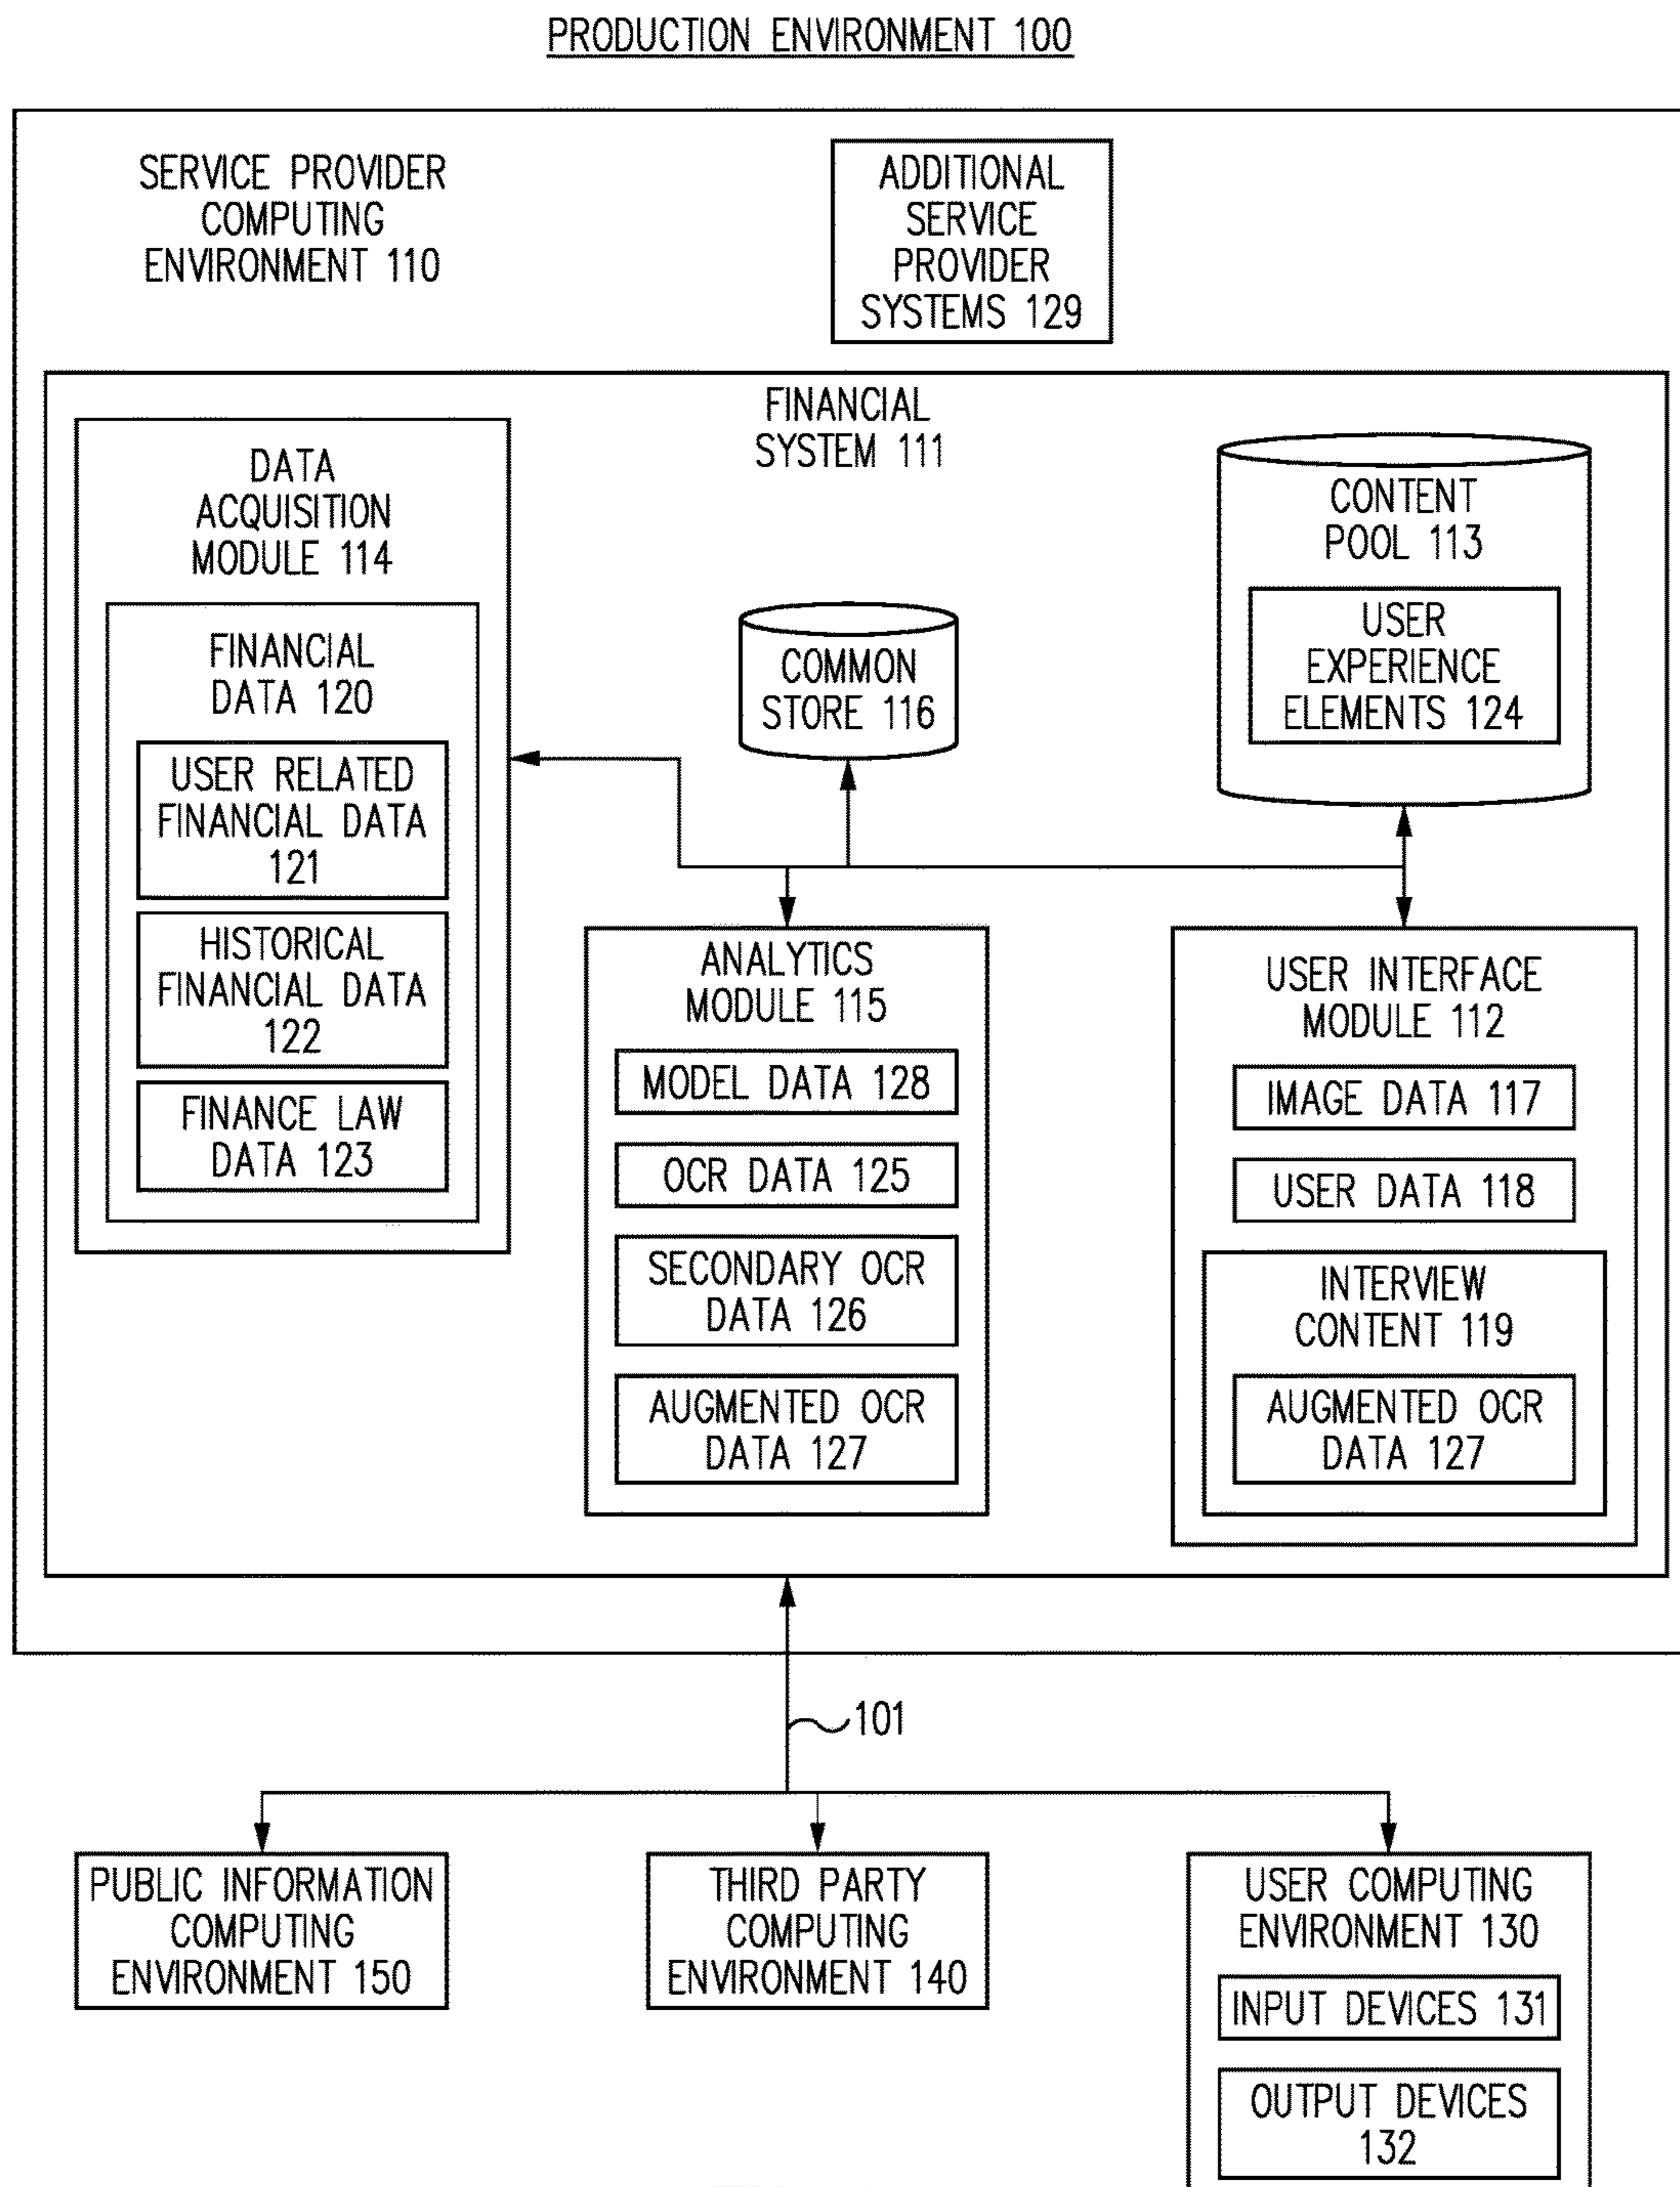 PRODUCTION ENVIRONMENT 100
SERVICE PROVIDER
COMPUTING
ENVIRONMENT 110
ADDITIONAL
SERVICE
PROVIDER
SYSTEMS 129
FINANCIAL
SYSTEM 111
DATA
ACQUISITION
MODULE 114
FINANCIAL
DATA 120
USER RELATED
FINANCIAL DATA
121
HISTORICAL
FINANCIAL DATA
122
FINANCE LAW
DATA 123
COMMON
STORE 116
CONTENT
POOL 113
USER
EXPERIENCE
ELEMENTS 124
ANALYTICS
MODULE 115
MODEL DATA 128
OCR DATA 125
SECONDARY OCR
DATA 126
AUGMENTED OCR
DATA 127
USER INTERFACE
MODULE 112
IMAGE DATA 117
USER DATA 118
INTERVIEW
CONTENT 119
AUGMENTED OCR
DATA 127
101
PUBLIC INFORMATION
COMPUTING
ENVIRONMENT 150
THIRD PARTY
COMPUTING
ENVIRONMENT 140
USER COMPUTING
ENVIRONMENT 130
INPUT DEVICES 131
OUTPUT DEVICES
132